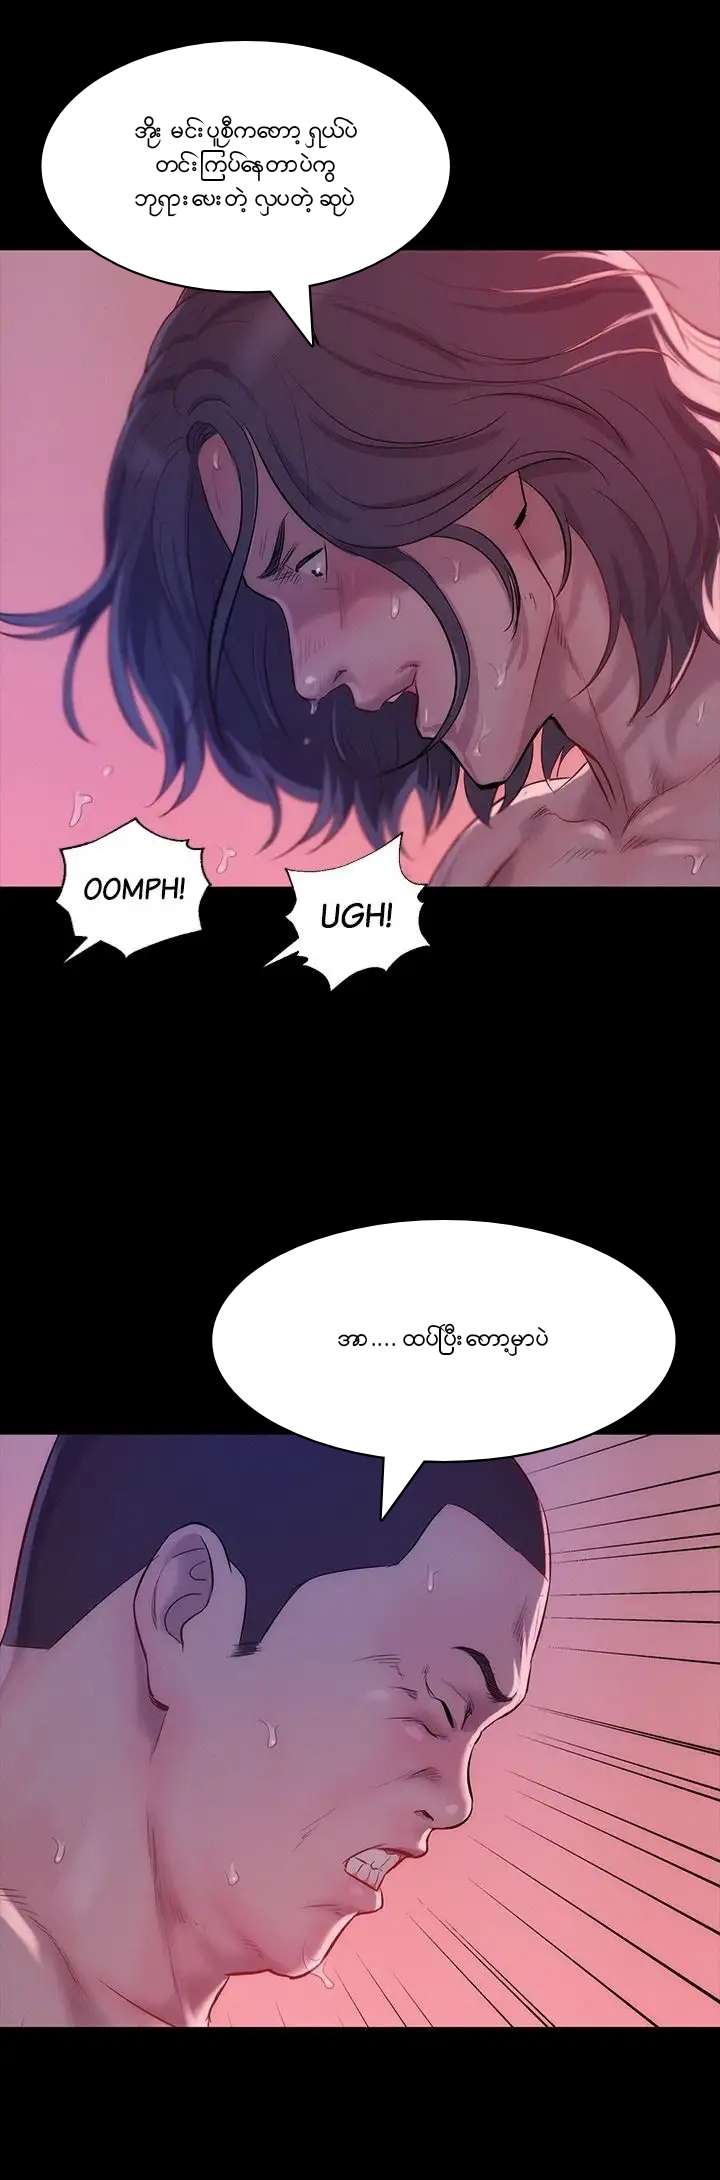 အိုး မင်းပူစီကတော့ ရှယ်ပဲ
တင်းကြပ်နေတာပဲကွ
ဘုရားပေးတဲ့ လှပတဲ့ ဆုပဲ
OOMPH!
UGH!
အာ.... ထပ်ပြီးတော့မှာပဲ